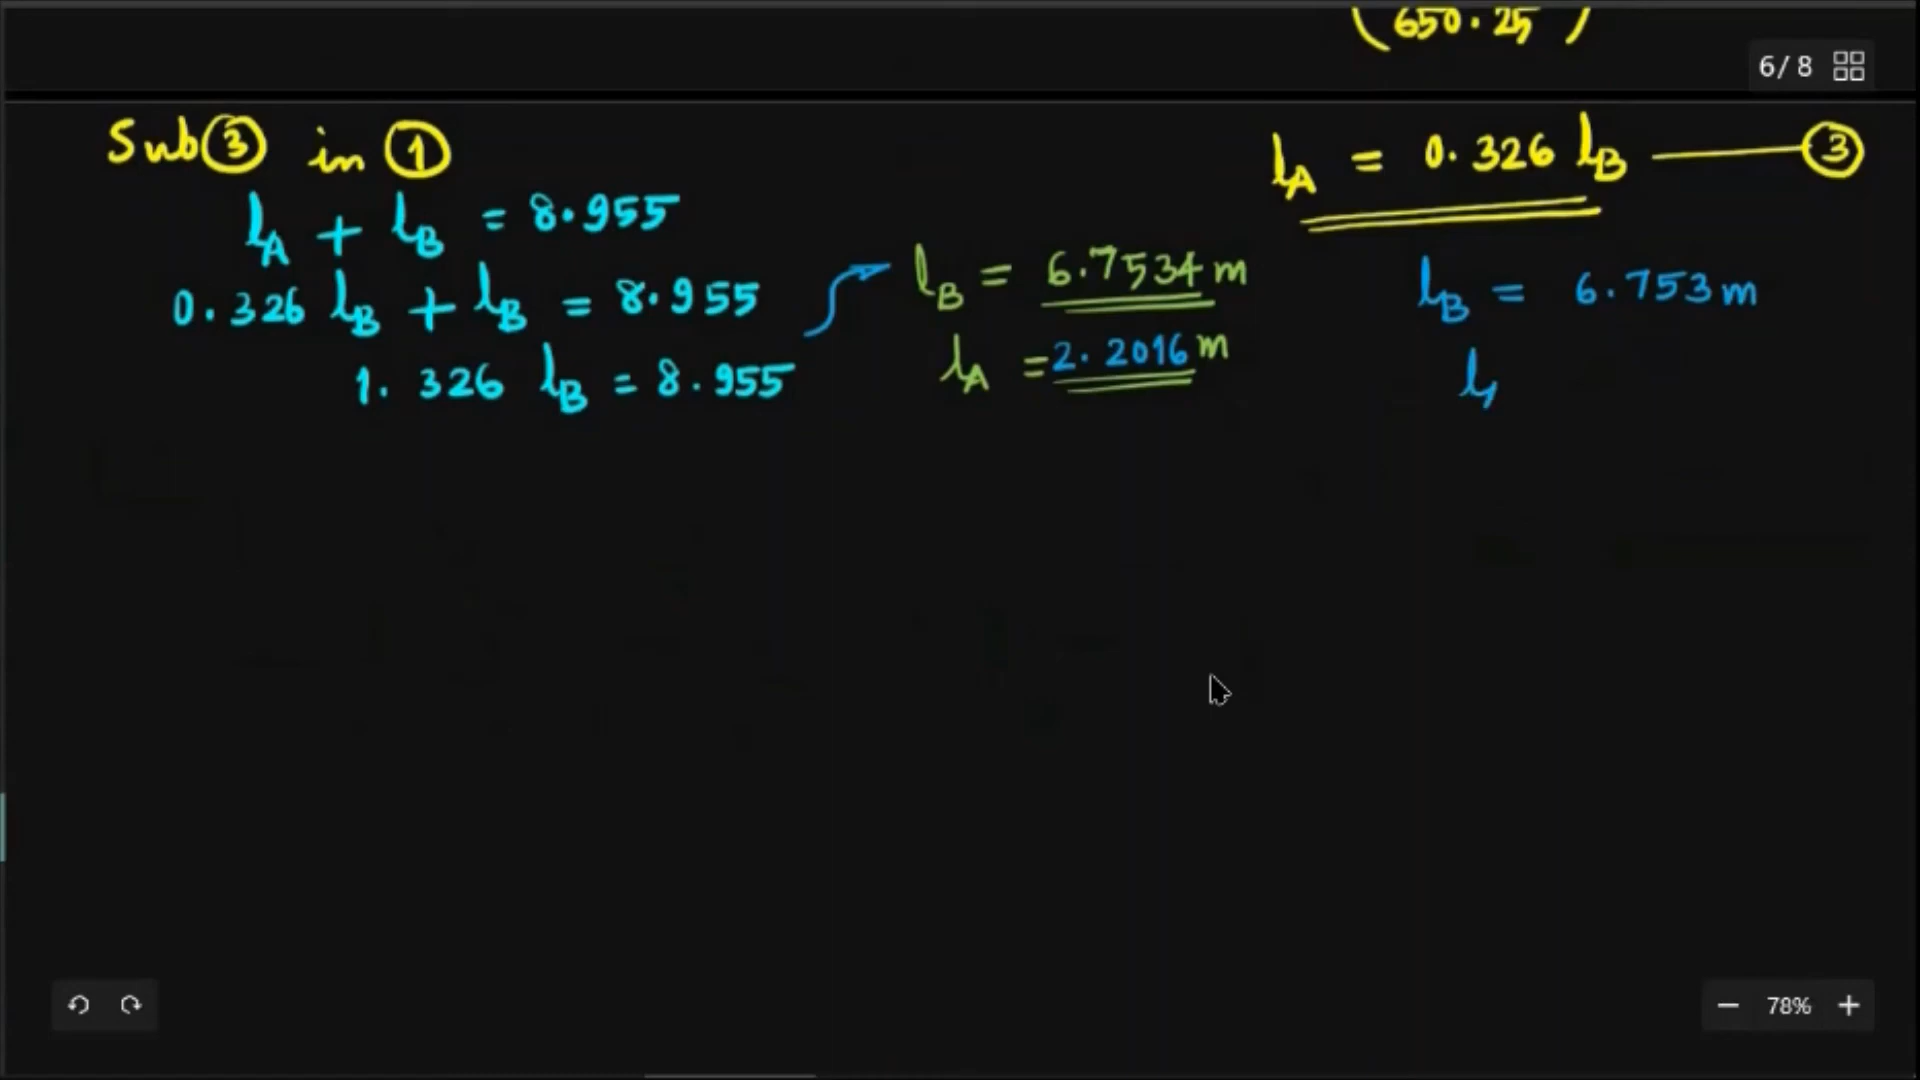 (650.25)
6/8
Sub ③ in ①
lA = 0.326 lB —— ③
lA + lB = 8.955
0.326 lB + lB = 8.955
1.326 lB = 8.955
lB = 6.7534 m
lA = 2.2016 m
lB = 6.753 m
l
78%